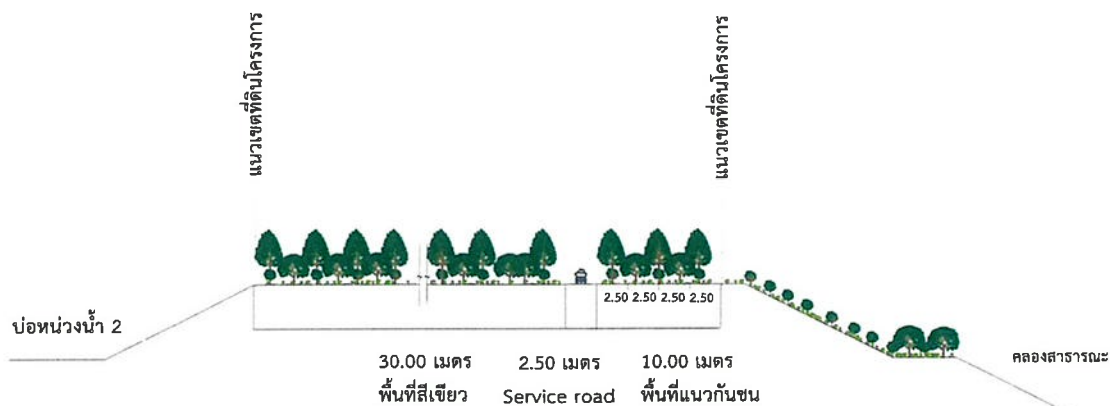 แนวเขตที่ดินโครงการ
แนวเขตที่ดินโครงการ
2.50 2.50 2.50 2.50
บ่อหน่วงน้ำ 2
คลองสาธารณะ
30.00 เมตร 2.50 เมตร 10.00 เมตร
พื้นที่สีเขียว Service road พื้นที่แนวกันชน